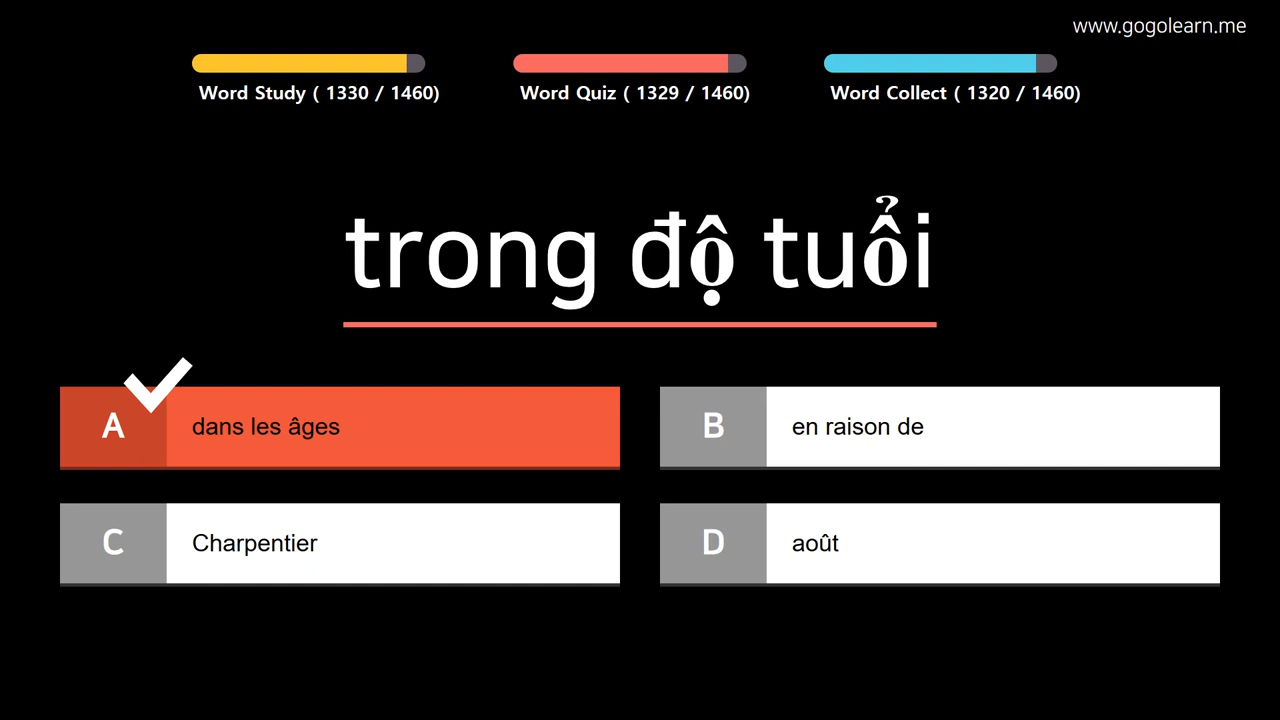 www.gogolearn.me
Word Study ( 1330 / 1460)
Word Quiz ( 1329 / 1460)
Word Collect ( 1320 / 1460)
trong độ tuổi
A dans les âges
B en raison de
C Charpentier
D août